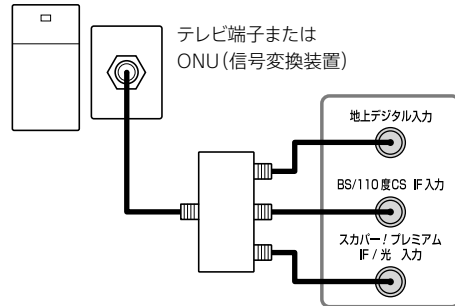 テレビ端子または
ONU（信号変換装置）
地上デジタル入力
BS/110度CS IF入力
スカパー！プレミアム
IF/光 入力